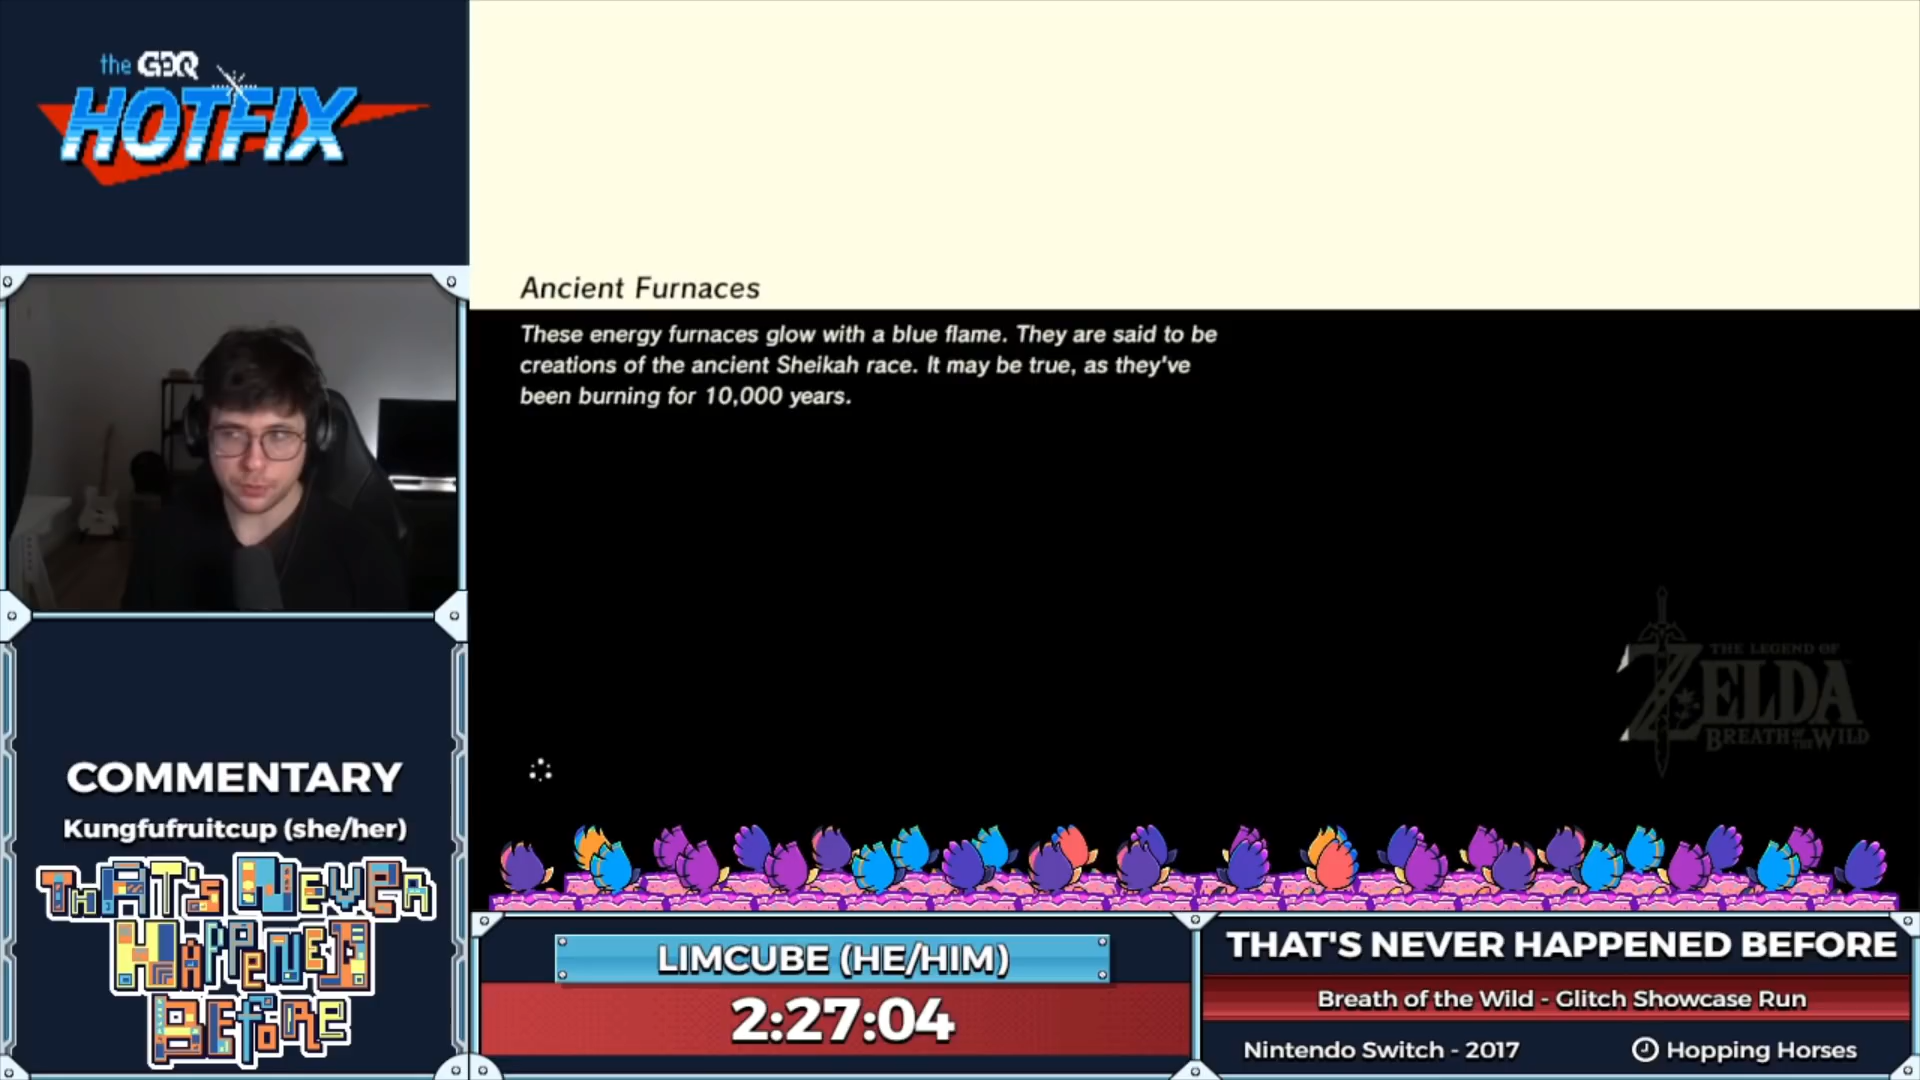 the GDQ
HOTFIX
Ancient Furnaces
These energy furnaces glow with a blue flame. They are said to be
creations of the ancient Sheikah race. It may be true, as they've
been burning for 10,000 years.
THE LEGEND OF
ZELDA
BREATH OF THE WILD
COMMENTARY
Kungfufruitcup (she/her)
THAT'S NEVER
HAPPENED
BEFORE
LIMCUBE (HE/HIM)
2:27:04
THAT'S NEVER HAPPENED BEFORE
Breath of the Wild - Glitch Showcase Run
Nintendo Switch - 2017
Hopping Horses